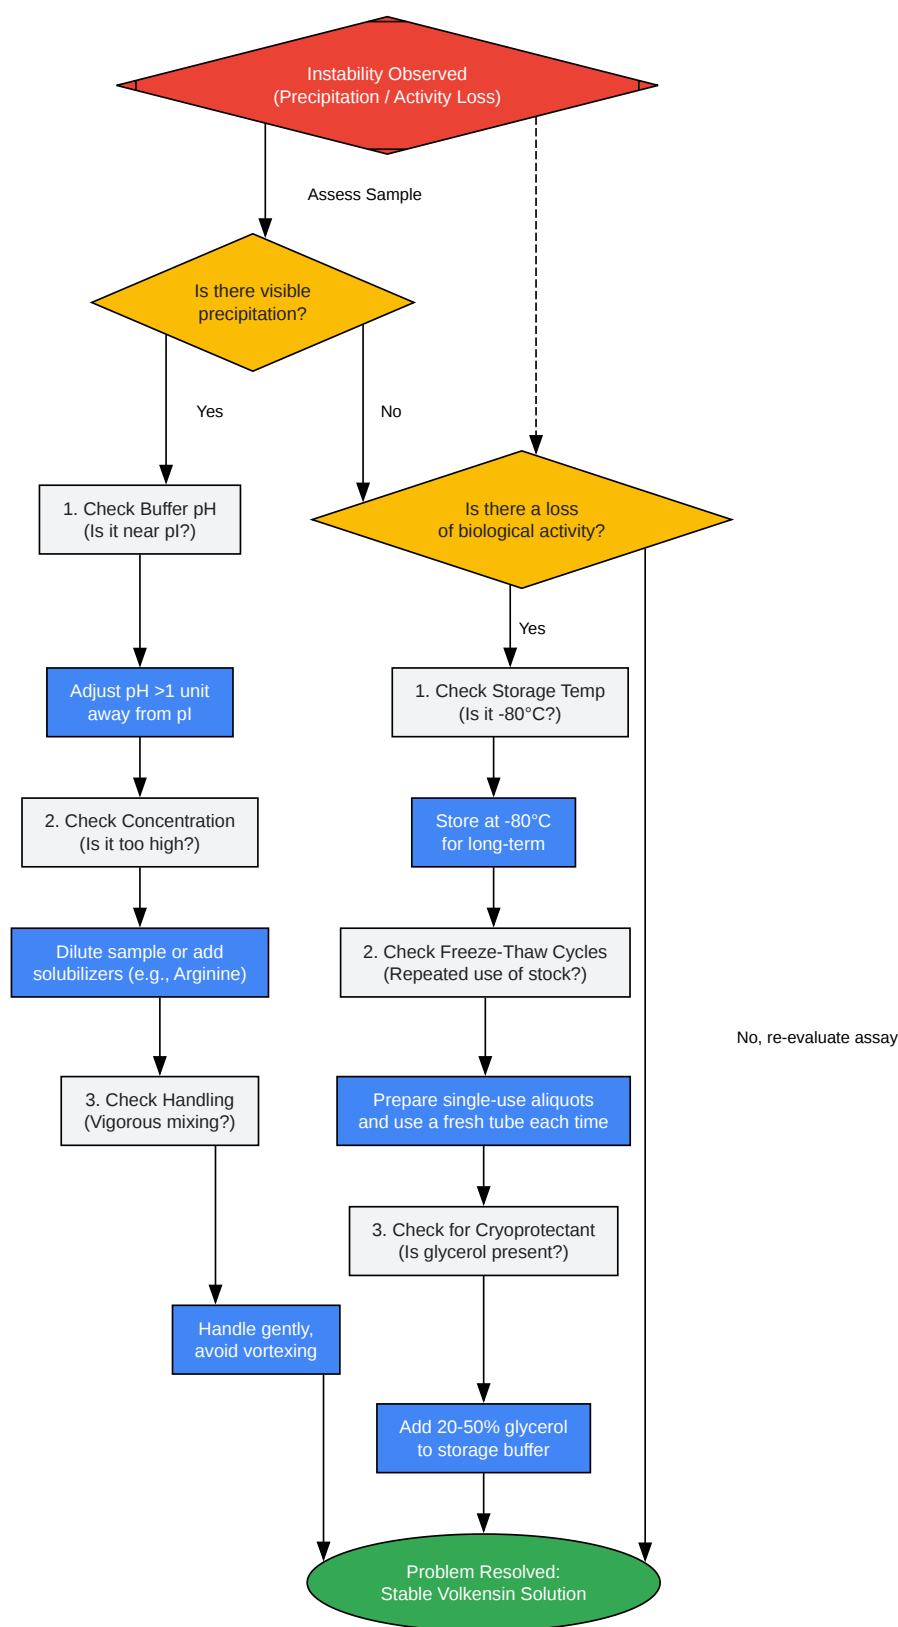 Instability Observed
(Precipitation / Activity Loss)
Assess Sample
Is there visible
precipitation?
Yes
No
1. Check Buffer pH
(Is it near pI?)
Is there a loss
of biological activity?
Yes
Adjust pH >1 unit
away from pI
1. Check Storage Temp
(Is it -80°C?)
2. Check Concentration
(Is it too high?)
Store at -80°C
for long-term
Dilute sample or add
solubilizers (e.g., Arginine)
2. Check Freeze-Thaw Cycles
(Repeated use of stock?)
No, re-evaluate assay
3. Check Handling
(Vigorous mixing?)
Prepare single-use aliquots
and use a fresh tube each time
3. Check for Cryoprotectant
(Is glycerol present?)
Handle gently,
avoid vortexing
Add 20-50% glycerol
to storage buffer
Problem Resolved:
Stable Volkensin Solution